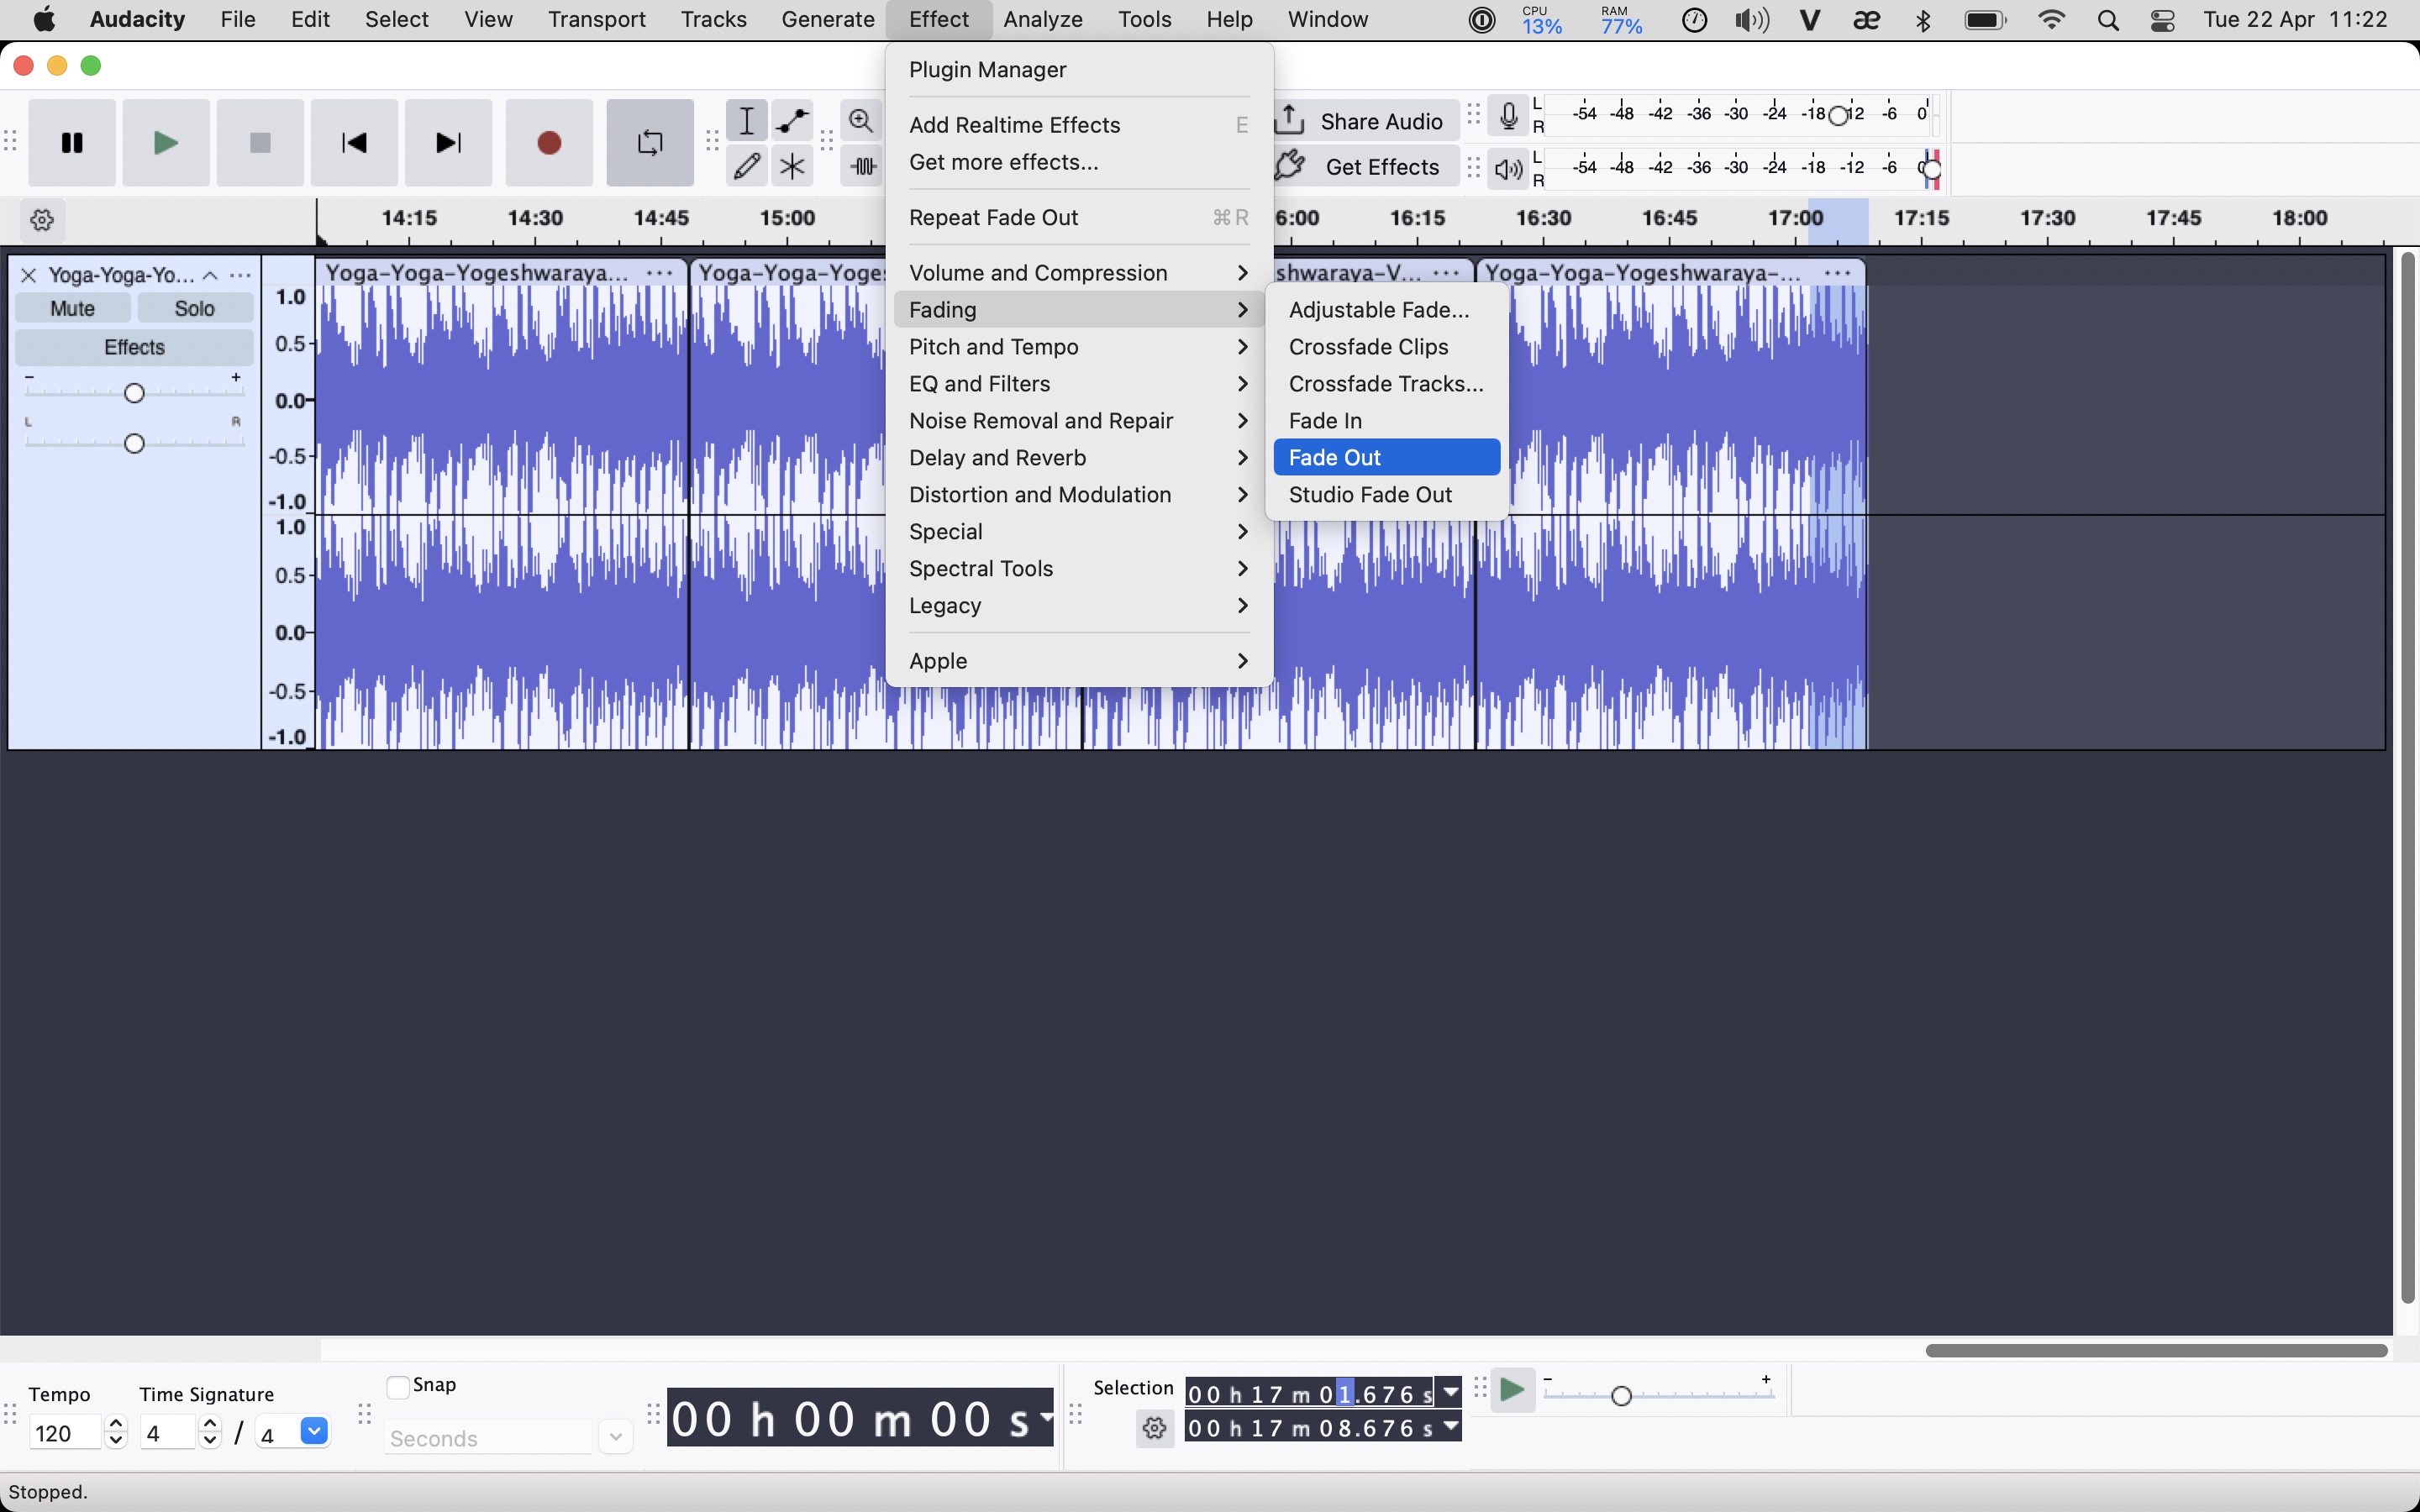 Audacity File Edit Select View Transport Tracks Generate Effect Analyze Tools Help Window CPU 13% RAM 77% V æ Tue 22 Apr 11:22
Plugin Manager
Add Realtime Effects E
Get more effects...
Repeat Fade Out ⌘R
Volume and Compression
Fading
Pitch and Tempo
EQ and Filters
Noise Removal and Repair
Delay and Reverb
Distortion and Modulation
Special
Spectral Tools
Legacy
Apple
Adjustable Fade...
Crossfade Clips
Crossfade Tracks...
Fade In
Fade Out
Studio Fade Out
Share Audio
Get Effects
L
R
-54 -48 -42 -36 -30 -24 -18 12 -6 0
L
R
-54 -48 -42 -36 -30 -24 -18 -12 -6
14:15 14:30 14:45 15:00 6:00 16:15 16:30 16:45 17:00 17:15 17:30 17:45 18:00
Yoga-Yoga-Yo...
Mute Solo
Effects
- +
L R
1.0
0.5
0.0
-0.5
-1.0
1.0
0.5
0.0
-0.5
-1.0
Yoga-Yoga-Yogeshwaraya... Yoga-Yoga-Yoges shwaraya-V... Yoga-Yoga-Yogeshwaraya-...
Tempo
120
Time Signature
4 / 4
Snap
Seconds
00 h 00 m 00 s
Selection
00 h 17 m 01.676 s
00 h 17 m 08.676 s
- +
Stopped.